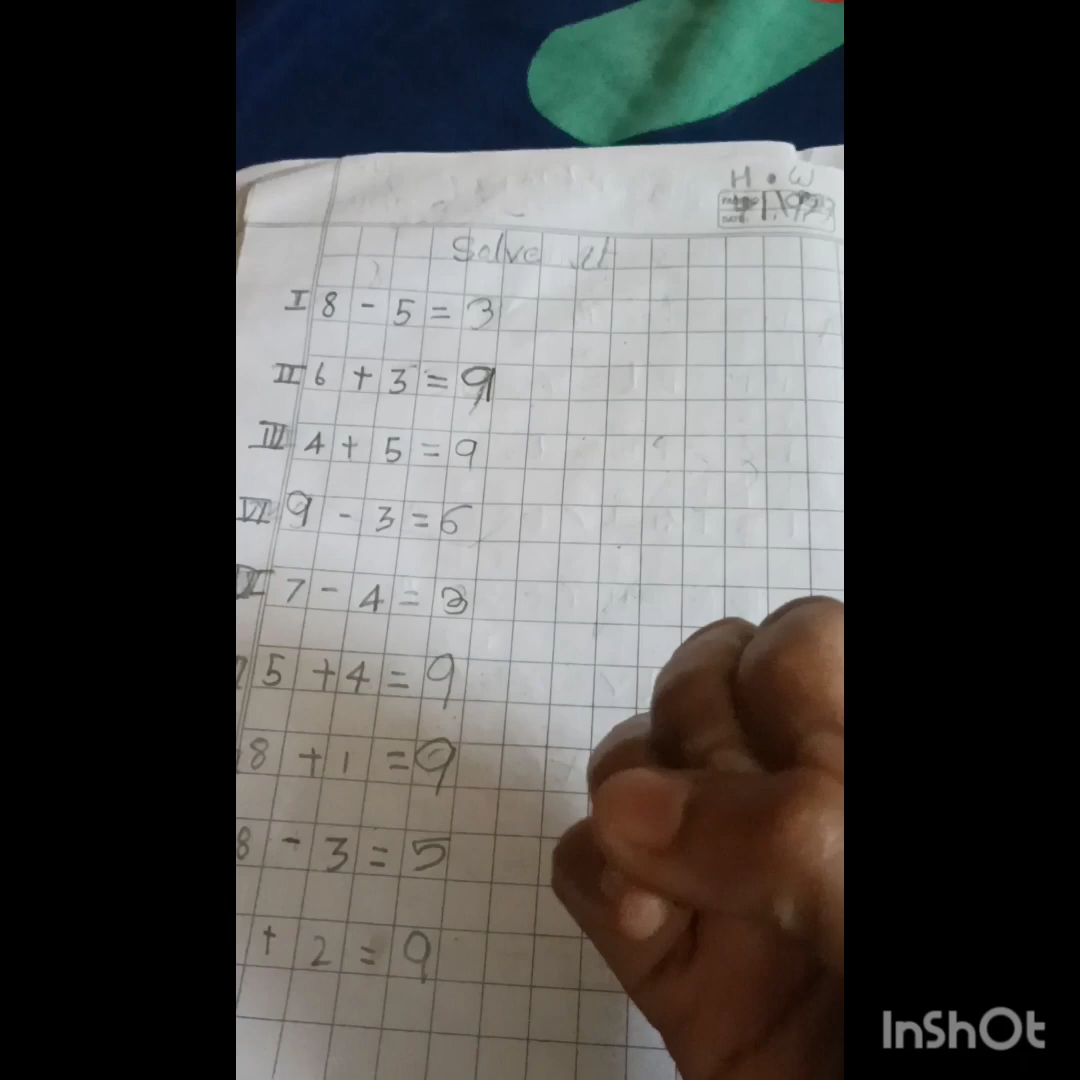 H.W
Solve it
I 8 - 5 = 3
II 6 + 3 = 9
III 4 + 5 = 9
VI 9 - 3 = 6
7 - 4 = 3
5 + 4 = 9
8 + 1 = 9
8 - 3 = 5
+ 2 = 9
InShOt